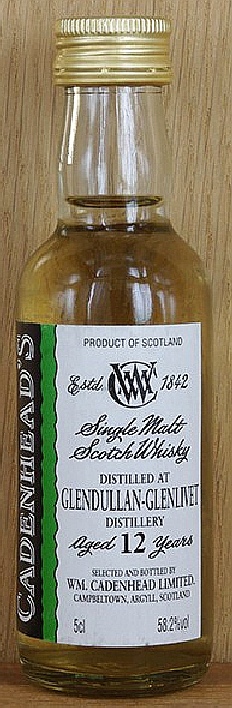 CADENHEAD'S
PRODUCT OF SCOTLAND
Estd. 1842
Single Malt
Scotch Whisky
DISTILLED AT
GLENDULLAN-GLENLIVET
DISTILLERY
Aged 12 Years
SELECTED AND BOTTLED BY
WM. CADENHEAD LIMITED.
CAMPBELTOWN, ARGYLL, SCOTLAND
5cl 58.2%vol